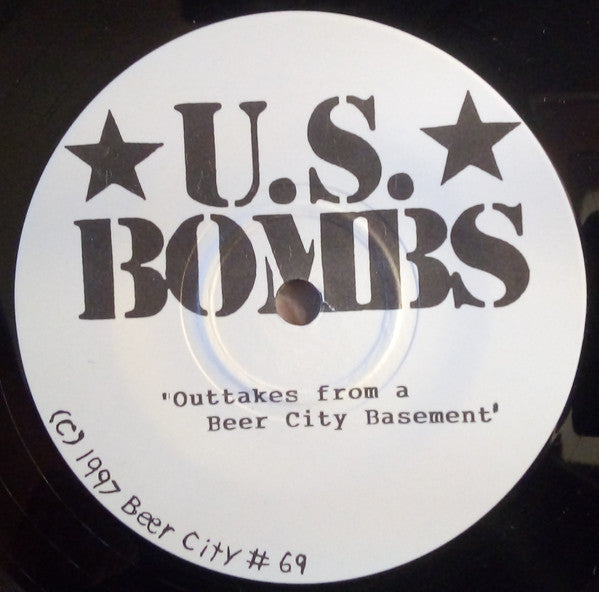 U.S.
BOMBS
"Outtakes from a
Beer City Basement"
(C) 1997 Beer City # 69